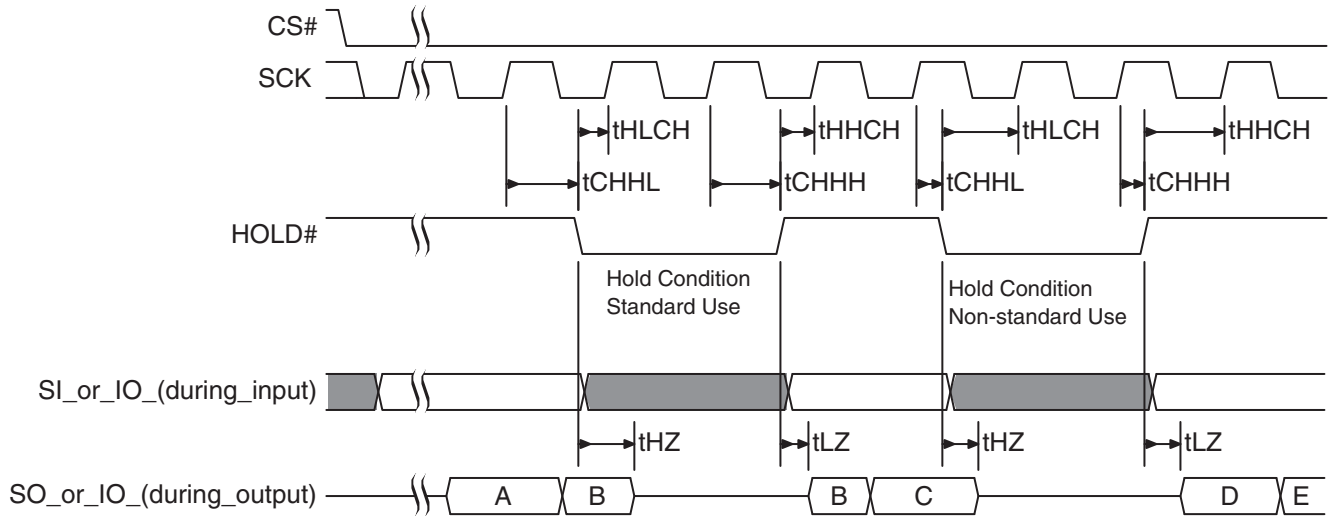 CS#
SCK
tHLCH tHHCH tHLCH tHHCH
tCHHL tCHHH tCHHL tCHHH
HOLD#
Hold Condition
Standard Use
Hold Condition
Non-standard Use
SI_or_IO_(during_input)
tHZ tLZ tHZ tLZ
SO_or_IO_(during_output) A B B C D E